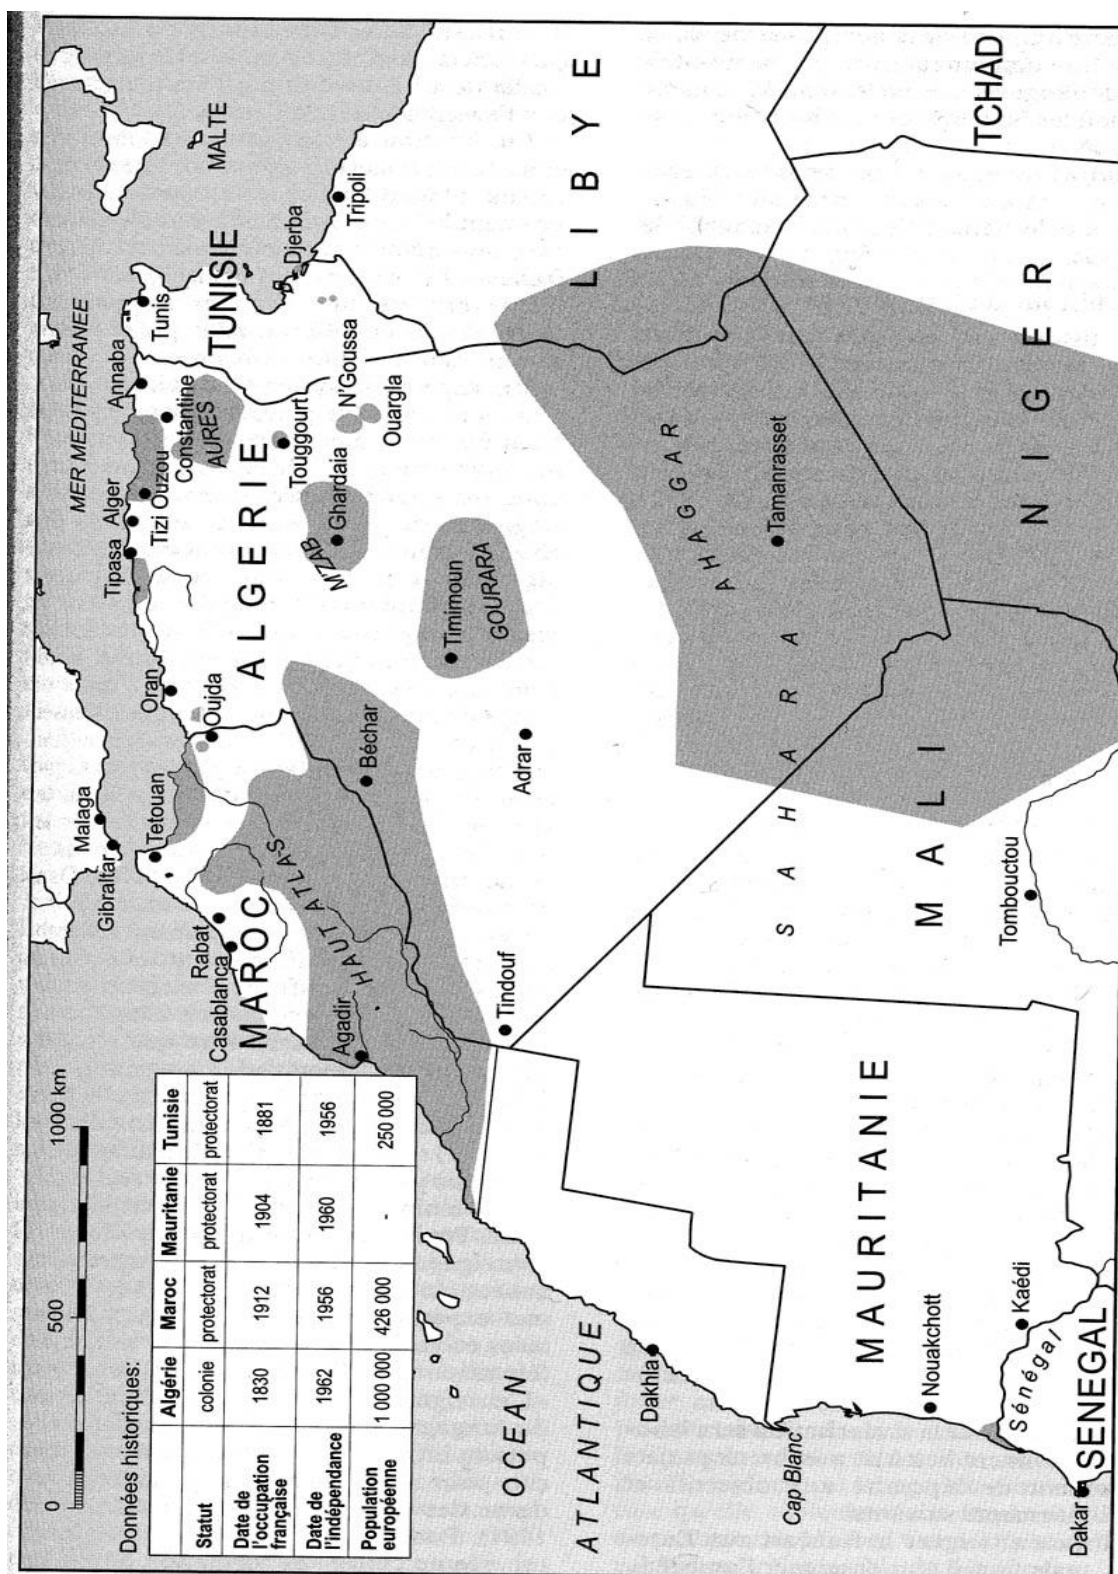 0 500 1000 km
Données historiques:
Algérie Maroc Mauritanie Tunisie
Statut colonie protectorat protectorat protectorat
Date de l'occupation française 1830 1912 1904 1881
Date de l'indépendance 1962 1956 1960 1956
Population européenne 1 000 000 426 000 - 250 000
MER MEDITERRANEE
MALTE
Malaga
Gibraltar
Tetouan
Oran
Oujda
Tipasa
Alger
Tizi Ouzou
Constantine
Annaba
Tunis
AURES
TUNISIE
Djerba
Tripoli
Rabat
Casablanca
MAROC
ALGERIE
Touggourt
N'Goussa
Ouargla
MZAB
Ghardaia
HAUT ATLAS
Agadir
Béchar
Timimoun
GOURARA
LIBYE
Tindouf
Adrar
OCEAN
ATLANTIQUE
Dakhla
AHAGGAR
Tamanrasset
SAHARA
Cap Blanc
MAURITANIE
MALI
NIGER
TCHAD
Nouakchott
Kaédi
Tombouctou
Sénégal
Dakar
SENEGAL